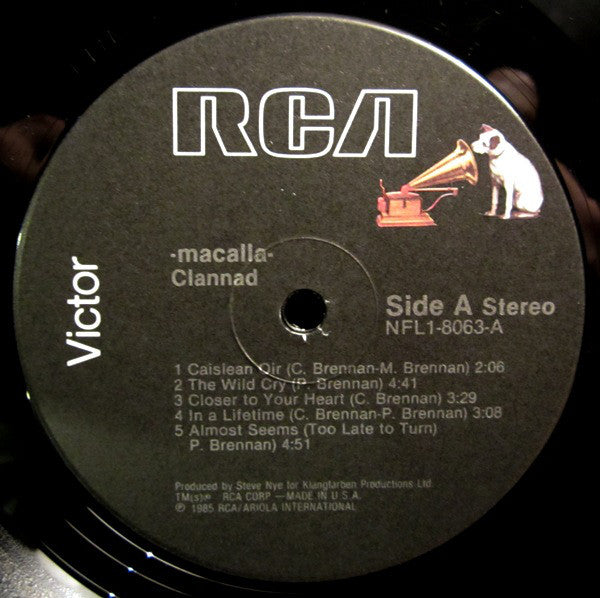 RCA
Victor
-macalla-
Clannad
Side A Stereo
NFL1-8063-A
1 Caislean Oir (C. Brennan-M. Brennan) 2:06
2 The Wild Cry (P. Brennan) 4:41
3 Closer to Your Heart (C. Brennan) 3:29
4 In a Lifetime (C. Brennan-P. Brennan) 3:08
5 Almost Seems (Too Late to Turn)
P. Brennan) 4:51
Produced by Steve Nye for Klangfarben Productions Ltd.
TM(s)® RCA CORP — MADE IN U.S.A.
℗ 1985 RCA/ARIOLA INTERNATIONAL